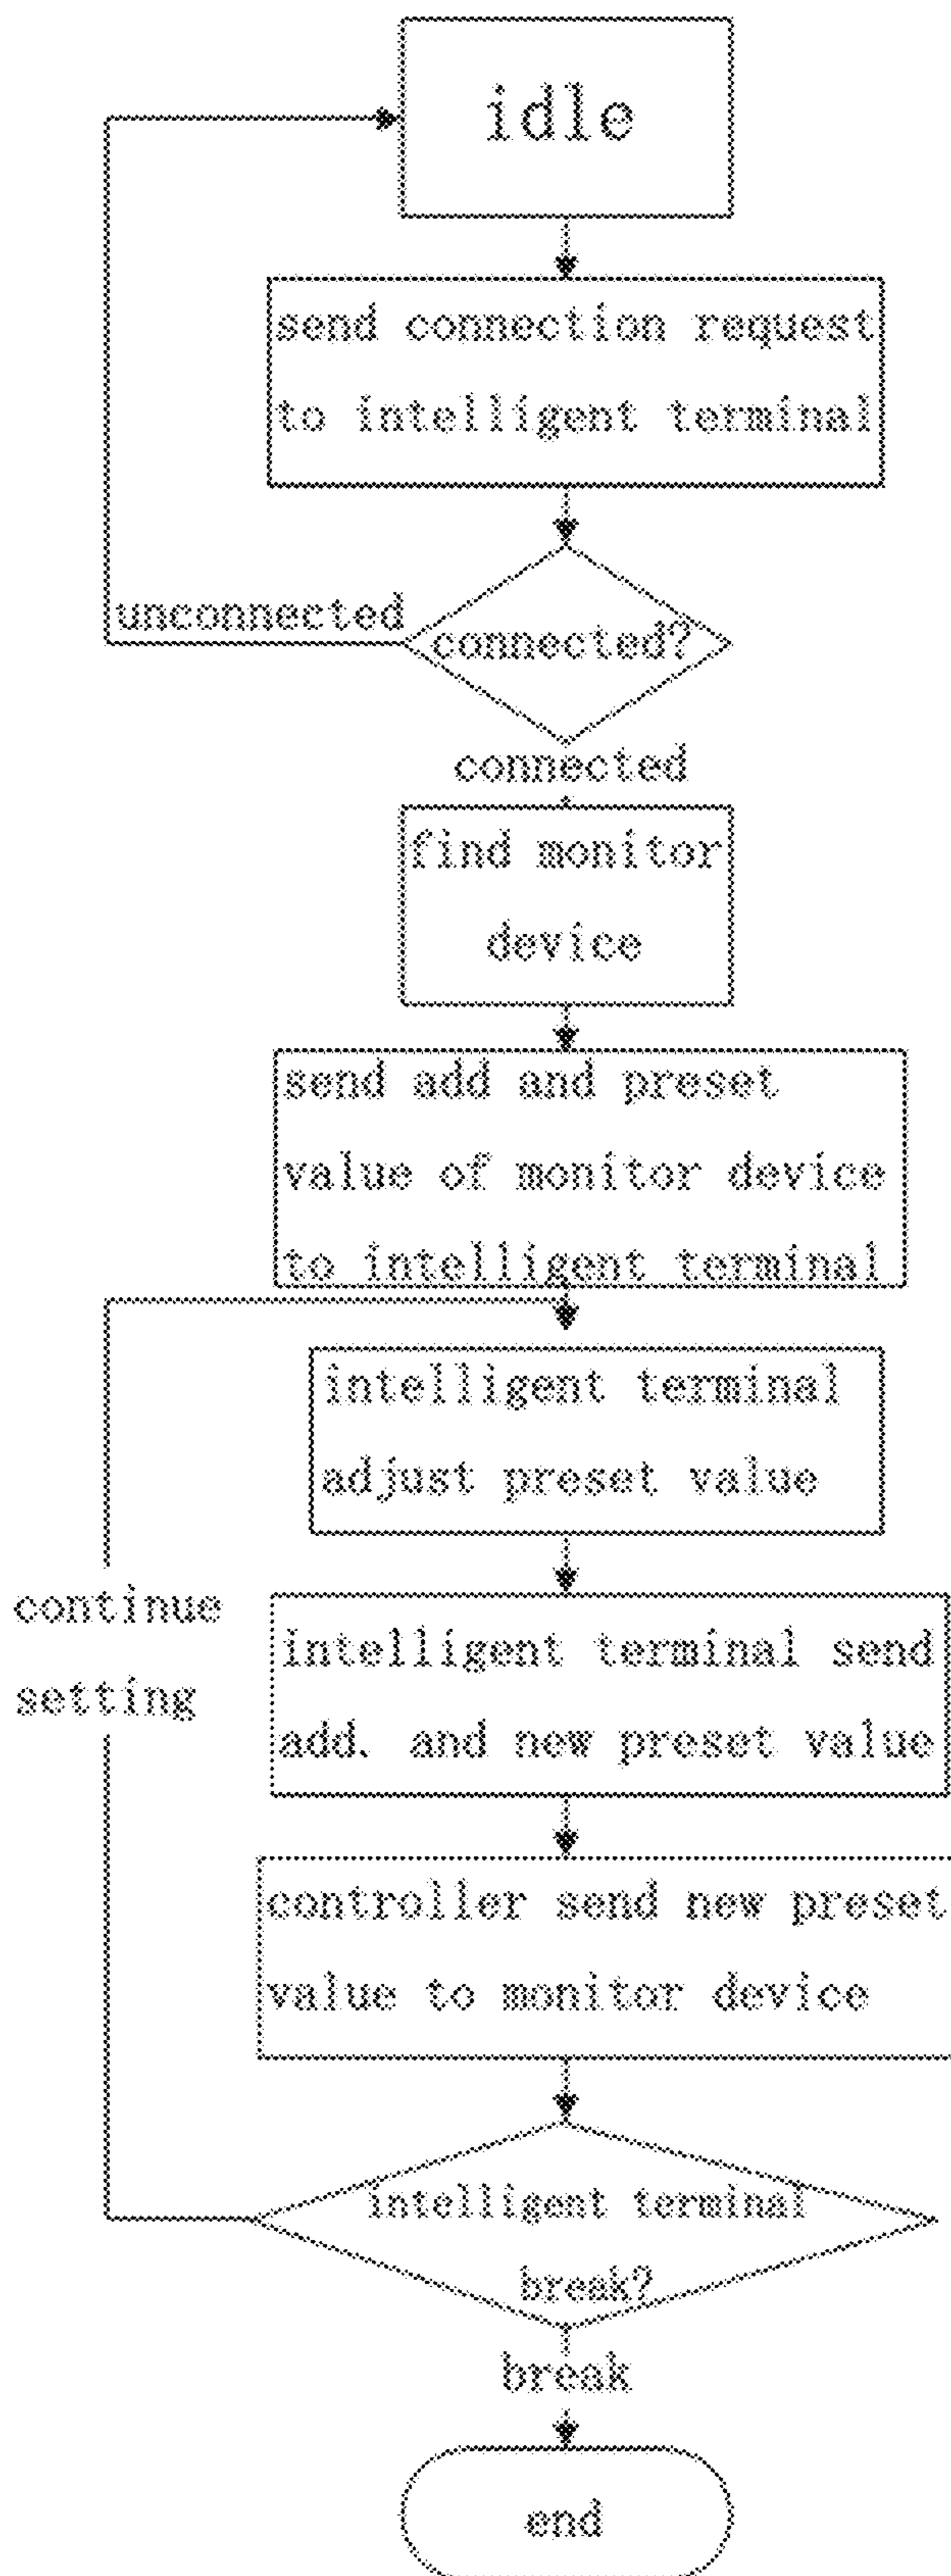 idle
send connection request
to intelligent terminal
unconnected
connected?
connected
find monitor
device
send add and preset
value of monitor device
to intelligent terminal
intelligent terminal
adjust preset value
continue
setting
intelligent terminal send
add. and new preset value
controller send new preset
value to monitor device
intelligent terminal
break?
break
end